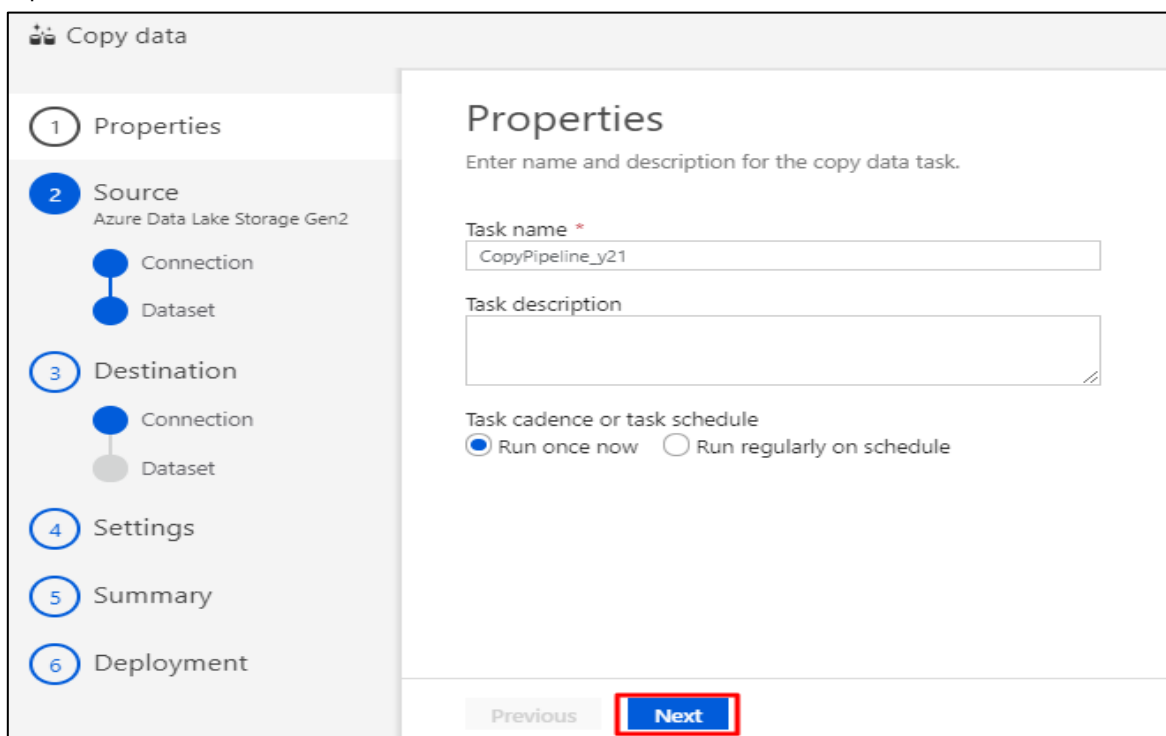 Copy data
1 Properties
2 Source
Azure Data Lake Storage Gen2
Connection
Dataset
3 Destination
Connection
Dataset
4 Settings
5 Summary
6 Deployment
Properties
Enter name and description for the copy data task.
Task name *
CopyPipeline_y21
Task description
Task cadence or task schedule
Run once now Run regularly on schedule
Previous Next